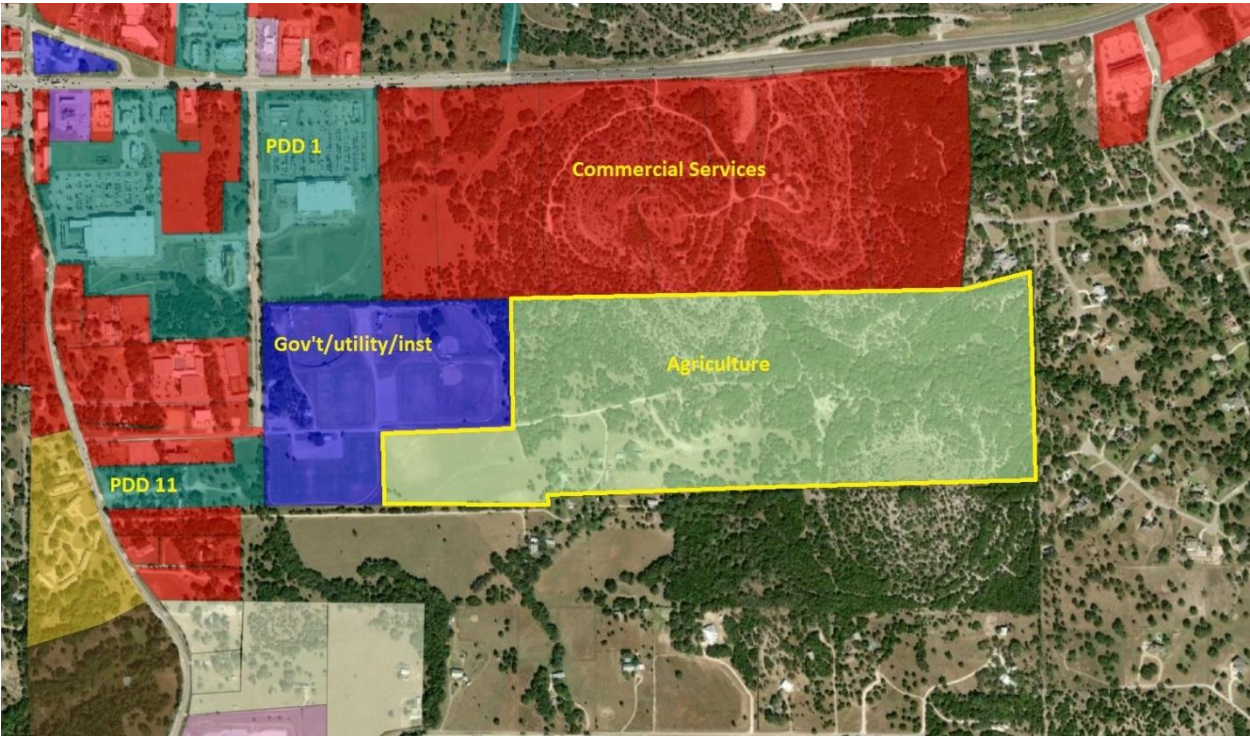 PDD 1
Commercial Services
Gov't/utility/inst
Agriculture
PDD 11